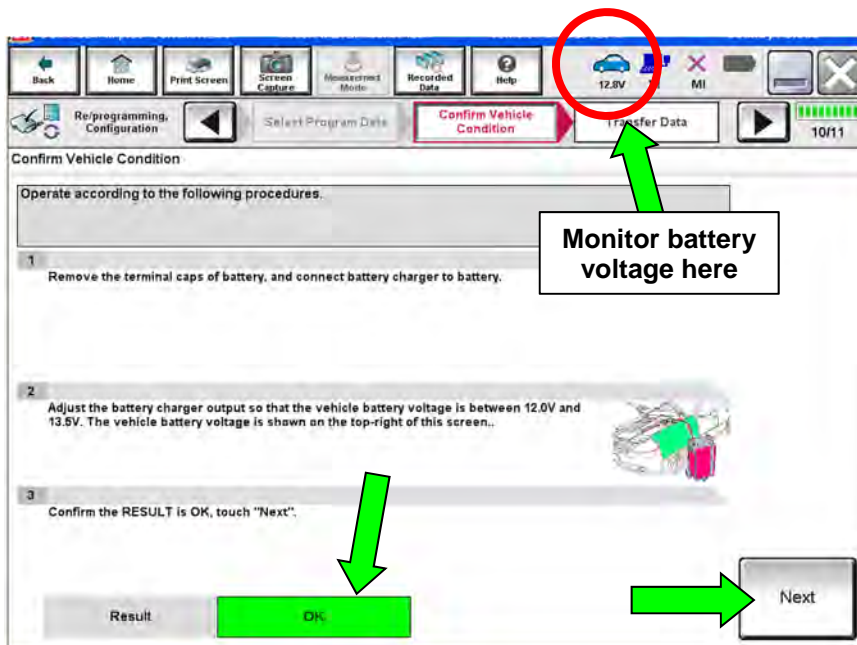 Back
Home
Print Screen
Screen
Capture
Measurement
Mode
Recorded
Data
Help
12.8V
MI
Re/programming,
Configuration
Select Program Data
Confirm Vehicle
Condition
Transfer Data
10/11
Confirm Vehicle Condition
Operate according to the following procedures.
Monitor battery
voltage here
1
Remove the terminal caps of battery, and connect battery charger to battery.
2
Adjust the battery charger output so that the vehicle battery voltage is between 12.0V and
13.5V. The vehicle battery voltage is shown on the top-right of this screen..
3
Confirm the RESULT is OK, touch "Next".
Result
OK
Next